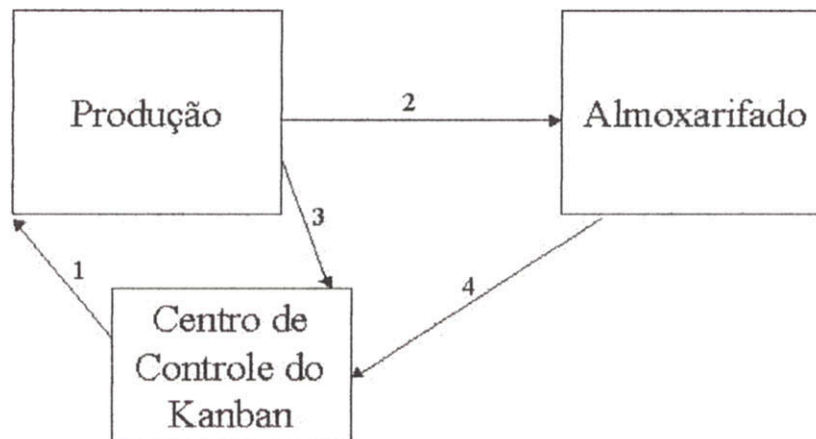 Produção
2
Almoxarifado
3
1
4
Centro de
Controle do
Kanban